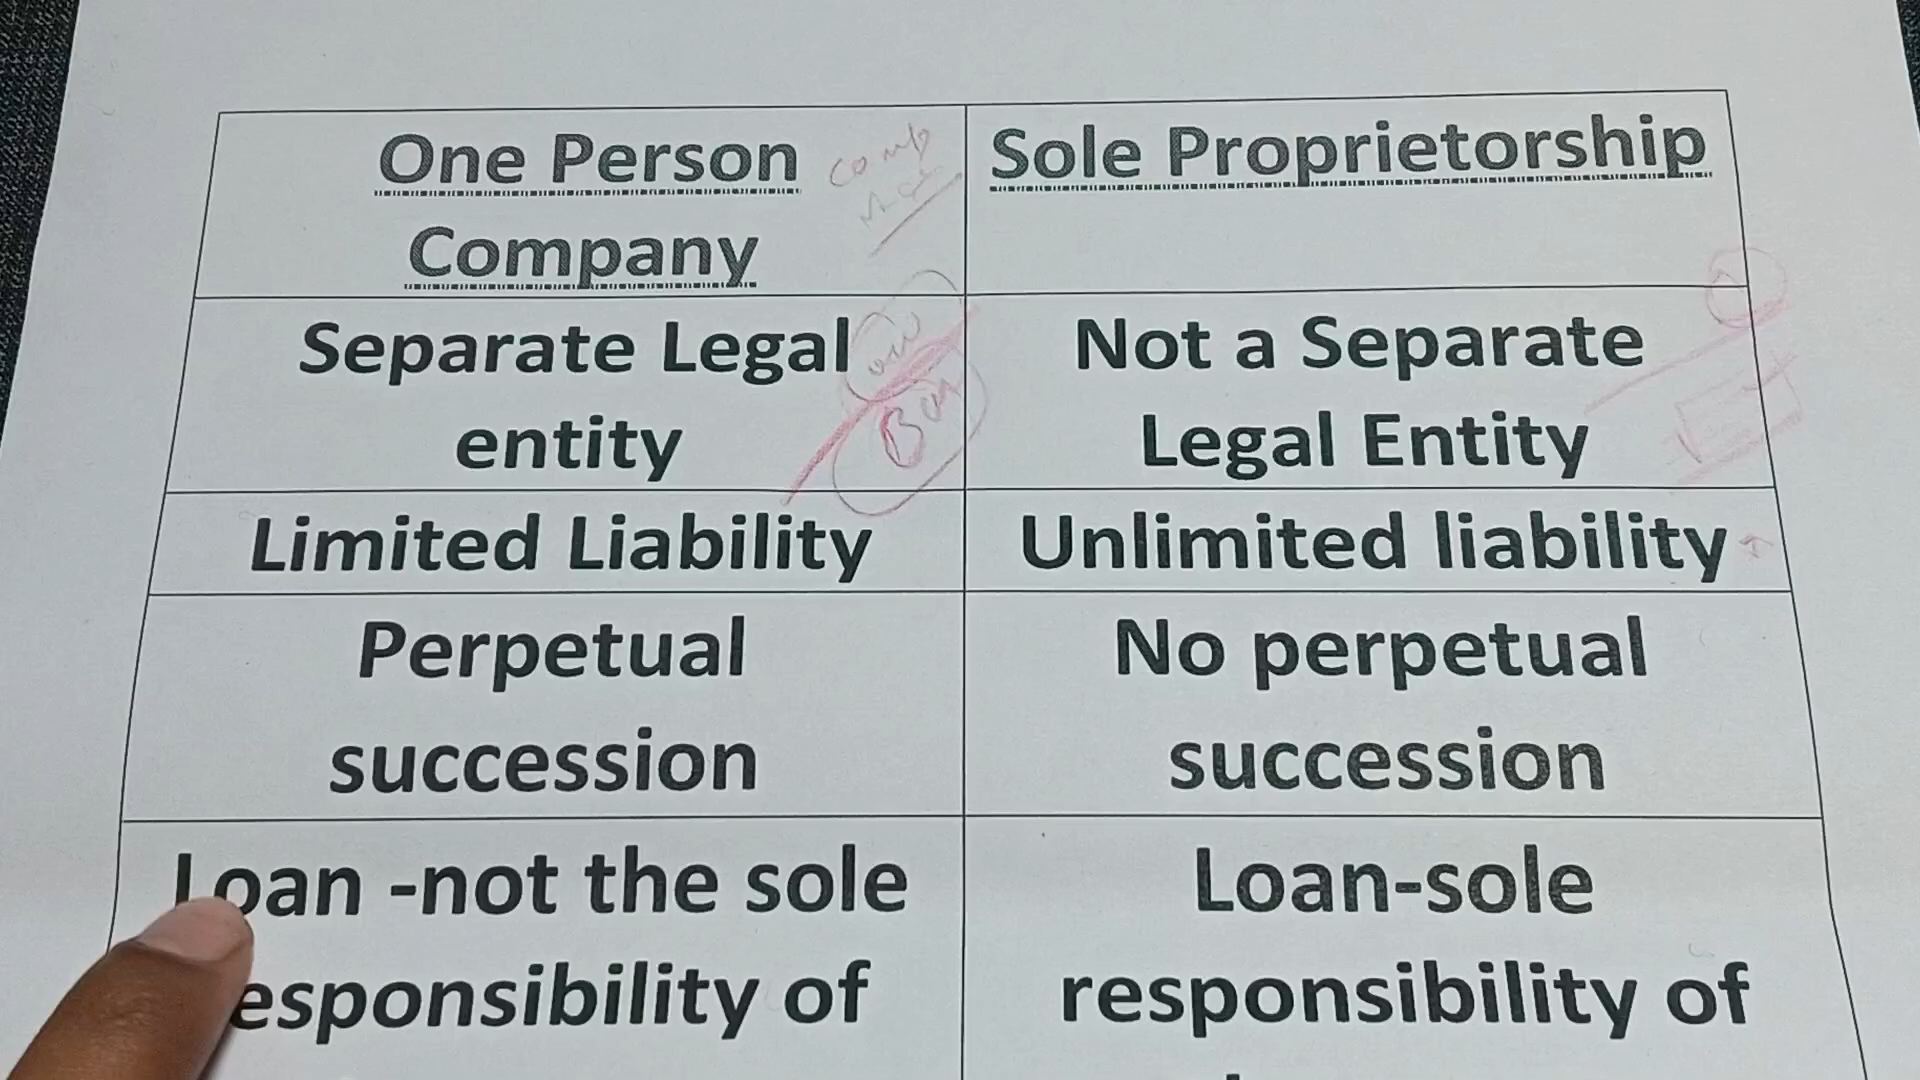 One Person
Company
Sole Proprietorship
Separate Legal
entity
Not a Separate
Legal Entity
Limited Liability
Unlimited liability
Perpetual
succession
No perpetual
succession
Loan -not the sole
esponsibility of
Loan-sole
responsibility of